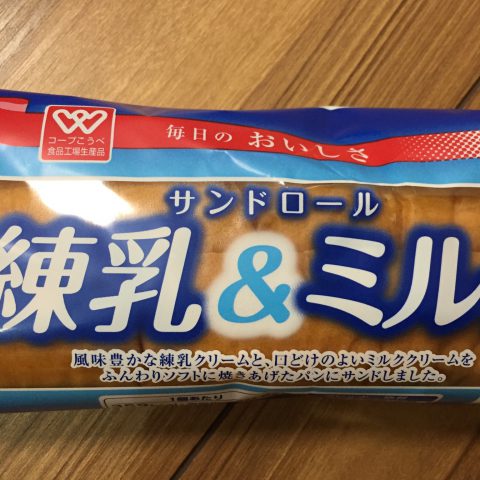 コープこうべ
食品工場生産品
毎日の おいしさ
サンドロール
練乳&ミル
風味豊かな練乳クリームと、口どけのよいミルククリームを
ふんわりソフトに焼きあげたパンにサンドしました。
1個あたり